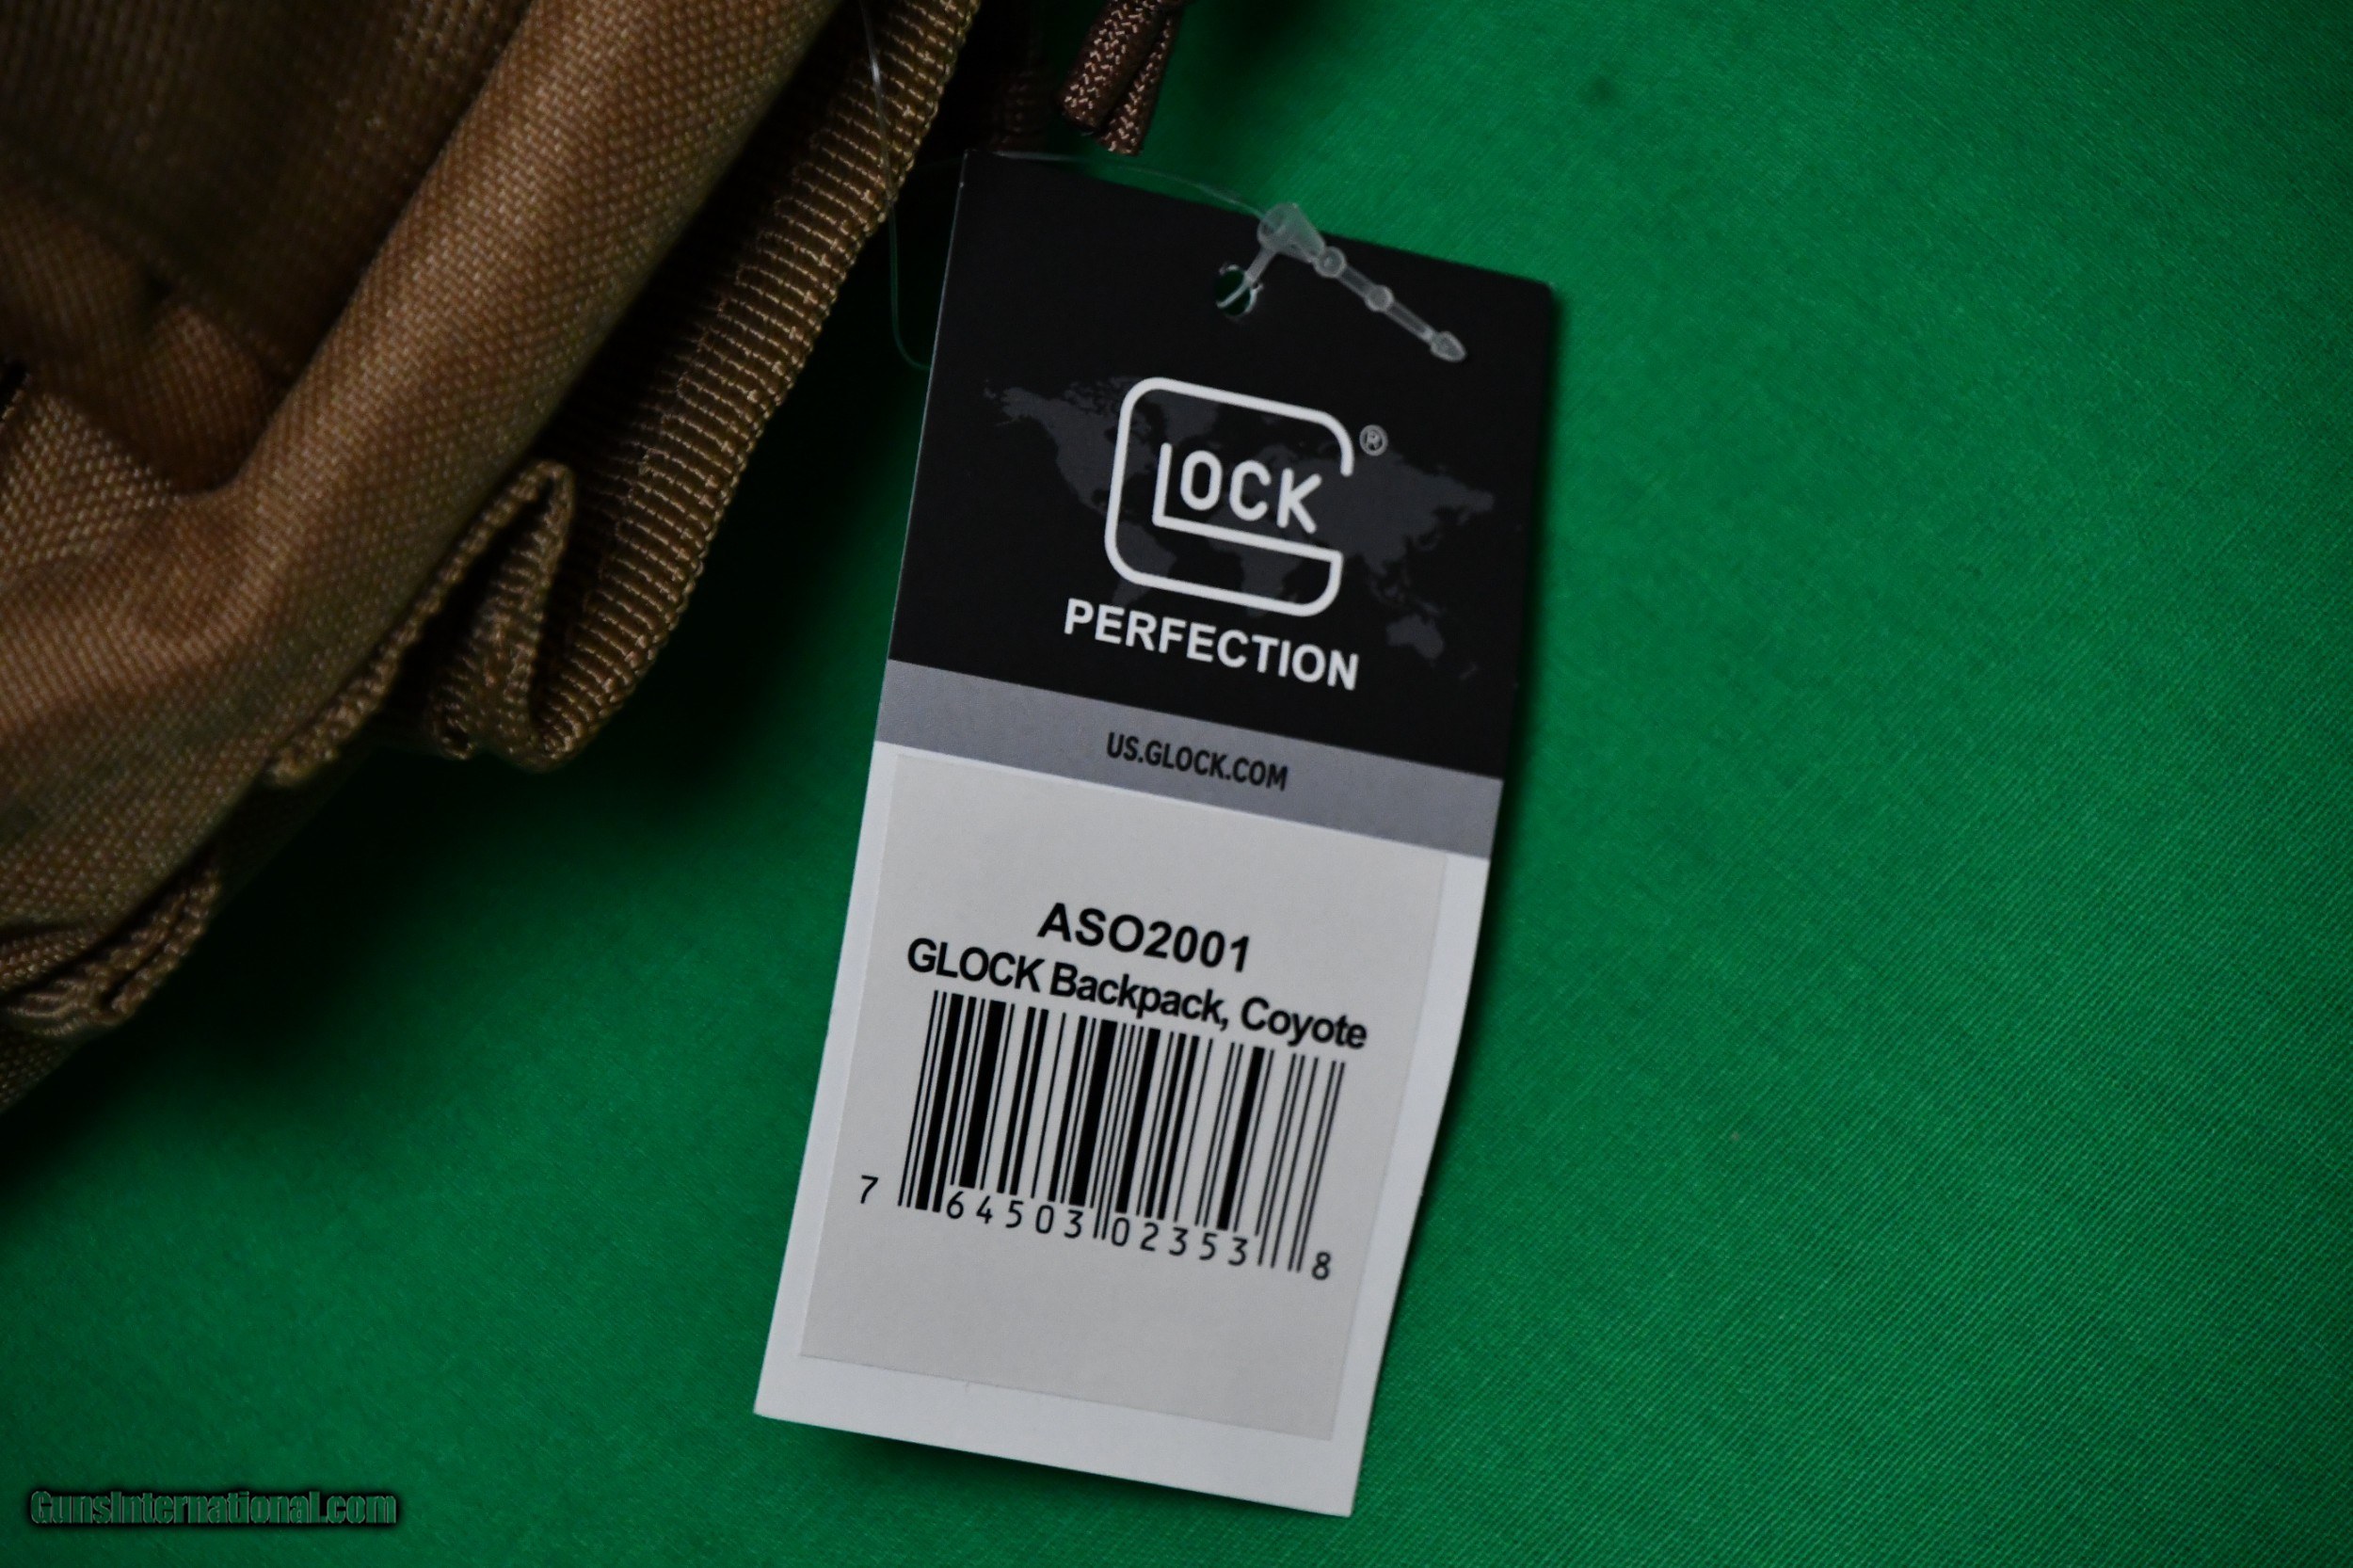 GLOCK ®
PERFECTION
US.GLOCK.COM
ASO2001
GLOCK Backpack, Coyote
7 64503 02353 8
GunsInternational.com